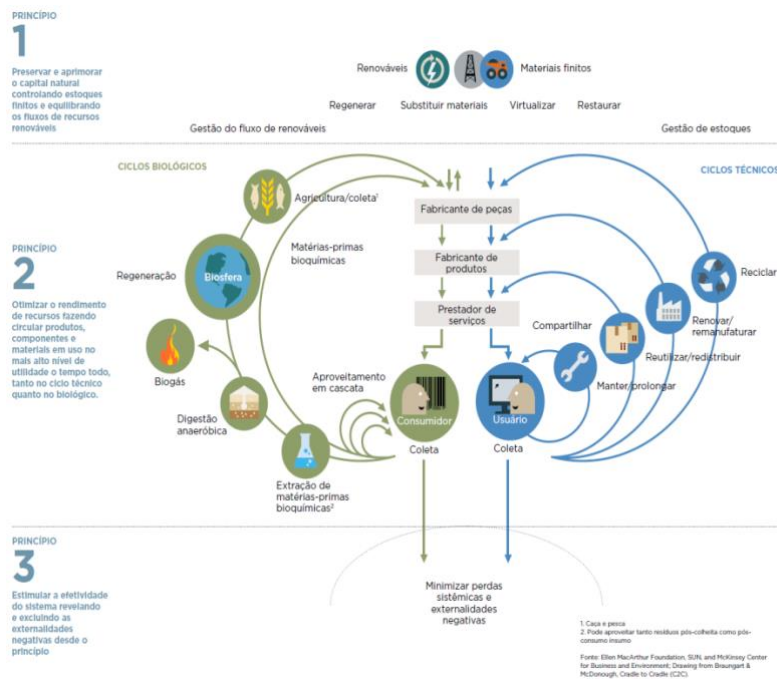 PRINCÍPIO
1
Preservar e aprimorar
o capital natural
controlando estoques
finitos e equilibrando
os fluxos de recursos
renováveis
Renováveis
Materiais finitos
Regenerar
Substituir materiais
Virtualizar
Restaurar
Gestão do fluxo de renováveis
Gestão de estoques
PRINCÍPIO
2
Otimizar o rendimento
de recursos fazendo
circular produtos,
componentes e
materiais em uso no
mais alto nível de
utilidade o tempo todo,
tanto no ciclo técnico
quanto no biológico.
CICLOS BIOLÓGICOS
CICLOS TÉCNICOS
Agricultura/coleta¹
Matérias-primas
bioquímicas
Regeneração
Biosfera
Biogás
Digestão
anaeróbica
Extração de
matérias-primas
bioquímicas²
Aproveitamento
em cascata
Fabricante de peças
Fabricante de
produtos
Prestador de
serviços
Consumidor
Coleta
Usuário
Coleta
Compartilhar
Manter/prolongar
Reutilizar/redistribuir
Renovar/
remanufaturar
Reciclar
PRINCÍPIO
3
Estimular a efetividade
do sistema revelando
e excluindo as
externalidades
negativas desde o
princípio
Minimizar perdas
sistêmicas e
externalidades
negativas
1. Caça e pesca
2. Pode aproveitar tanto resíduos pós-colheita como pós-
consumo insumo
Fonte: Ellen MacArthur Foundation, SUN, and McKinsey Center
for Business and Environment; Drawing from Braungart &
McDonough, Cradle to Cradle (C2C).